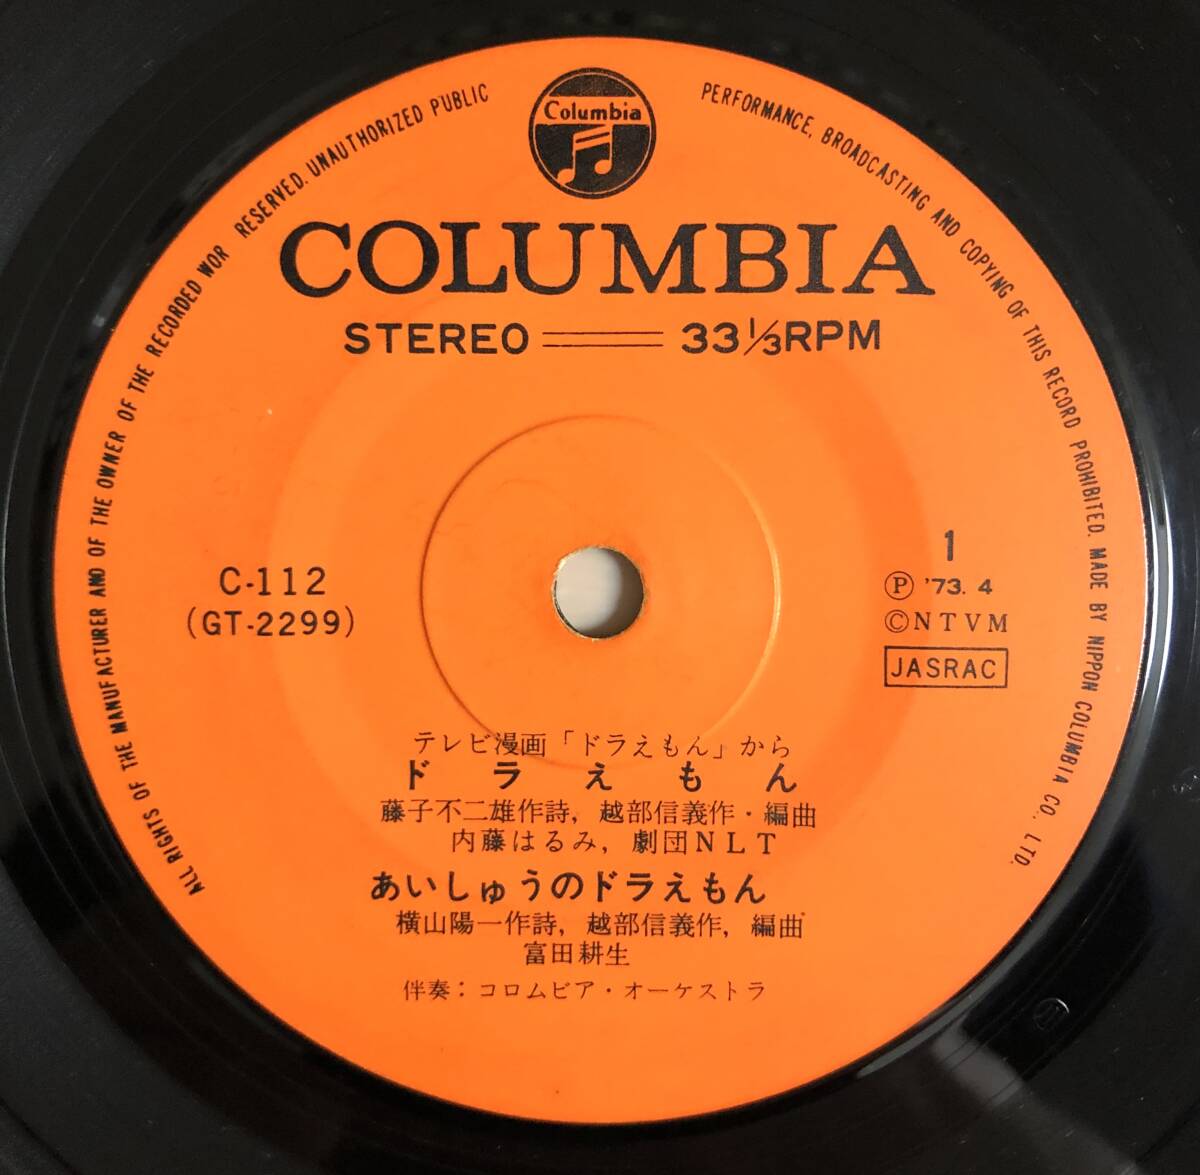 ALL RIGHTS OF THE MANUFACTURER AND OF THE OWNER OF THE RECORDED WOR RESERVED. UNAUTHORIZED PUBLIC PERFORMANCE, BROADCASTING AND COPYING OF THIS RECORD PROHIBITED. MADE BY NIPPON COLUMBIA CO., LTD.
Columbia
COLUMBIA
STEREO 33⅓RPM
C-112
(GT-2299)
1
Ⓟ '73. 4
©NTVM
JASRAC
テレビ漫画「ドラえもん」から
ドラえもん
藤子不二雄作詩, 越部信義作・編曲
内藤はるみ, 劇団NLT
あいしゅうのドラえもん
横山陽一作詩, 越部信義作, 編曲
富田耕生
伴奏: コロムビア・オーケストラ